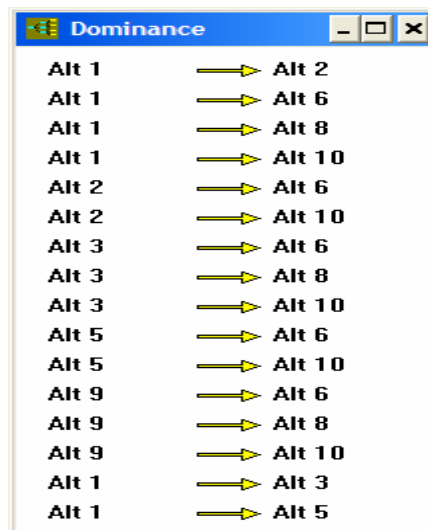 Dominance
Alt 1 Alt 2
Alt 1 Alt 6
Alt 1 Alt 8
Alt 1 Alt 10
Alt 2 Alt 6
Alt 2 Alt 10
Alt 3 Alt 6
Alt 3 Alt 8
Alt 3 Alt 10
Alt 5 Alt 6
Alt 5 Alt 10
Alt 9 Alt 6
Alt 9 Alt 8
Alt 9 Alt 10
Alt 1 Alt 3
Alt 1 Alt 5